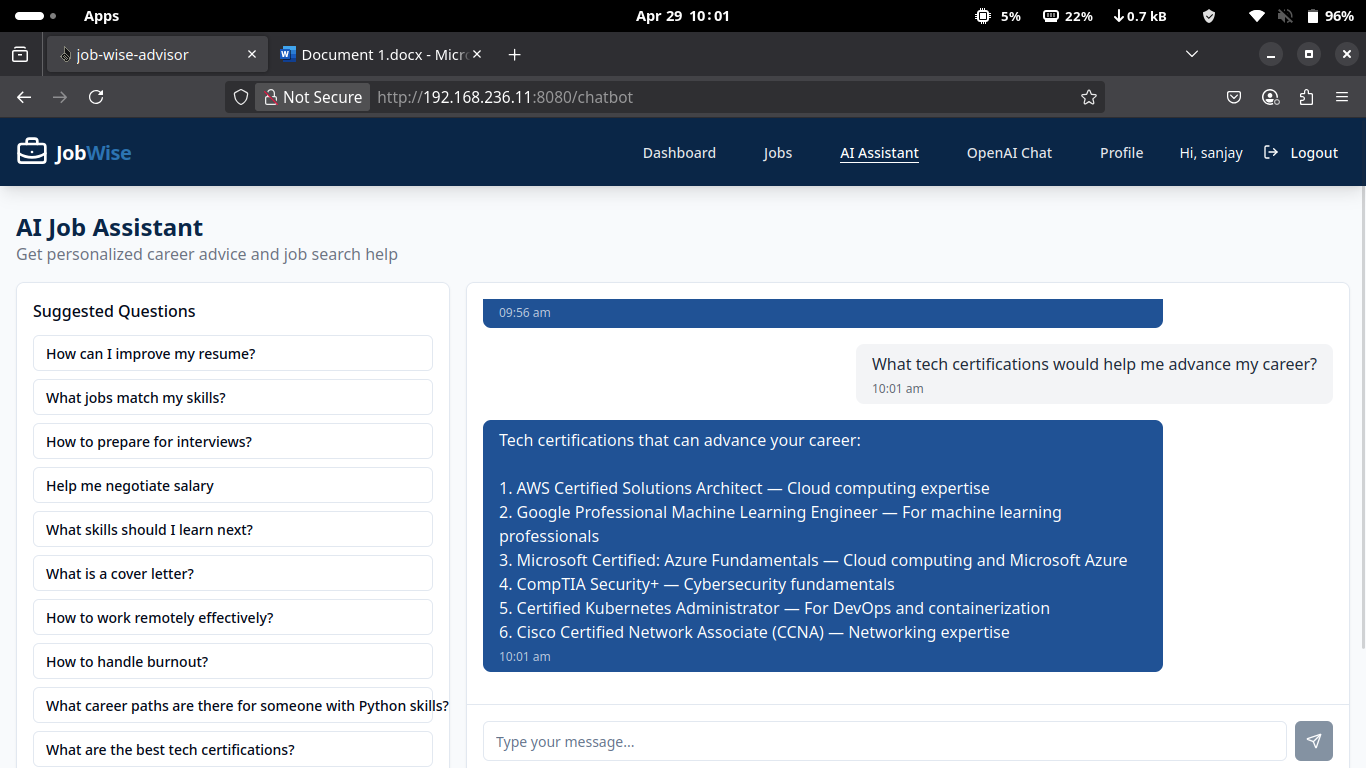 Apps
Apr 29 10:01
5%
22%
0.7 kB
96%
job-wise-advisor
Document 1.docx - Micr
Not Secure
http://192.168.236.11:8080/chatbot
JobWise
Dashboard
Jobs
AI Assistant
OpenAI Chat
Profile
Hi, sanjay
Logout
AI Job Assistant
Get personalized career advice and job search help
Suggested Questions
How can I improve my resume?
What jobs match my skills?
How to prepare for interviews?
Help me negotiate salary
What skills should I learn next?
What is a cover letter?
How to work remotely effectively?
How to handle burnout?
What career paths are there for someone with Python skills?
What are the best tech certifications?
09:56 am
What tech certifications would help me advance my career?
10:01 am
Tech certifications that can advance your career:
1. AWS Certified Solutions Architect — Cloud computing expertise
2. Google Professional Machine Learning Engineer — For machine learning
professionals
3. Microsoft Certified: Azure Fundamentals — Cloud computing and Microsoft Azure
4. CompTIA Security+ — Cybersecurity fundamentals
5. Certified Kubernetes Administrator — For DevOps and containerization
6. Cisco Certified Network Associate (CCNA) — Networking expertise
10:01 am
Type your message...